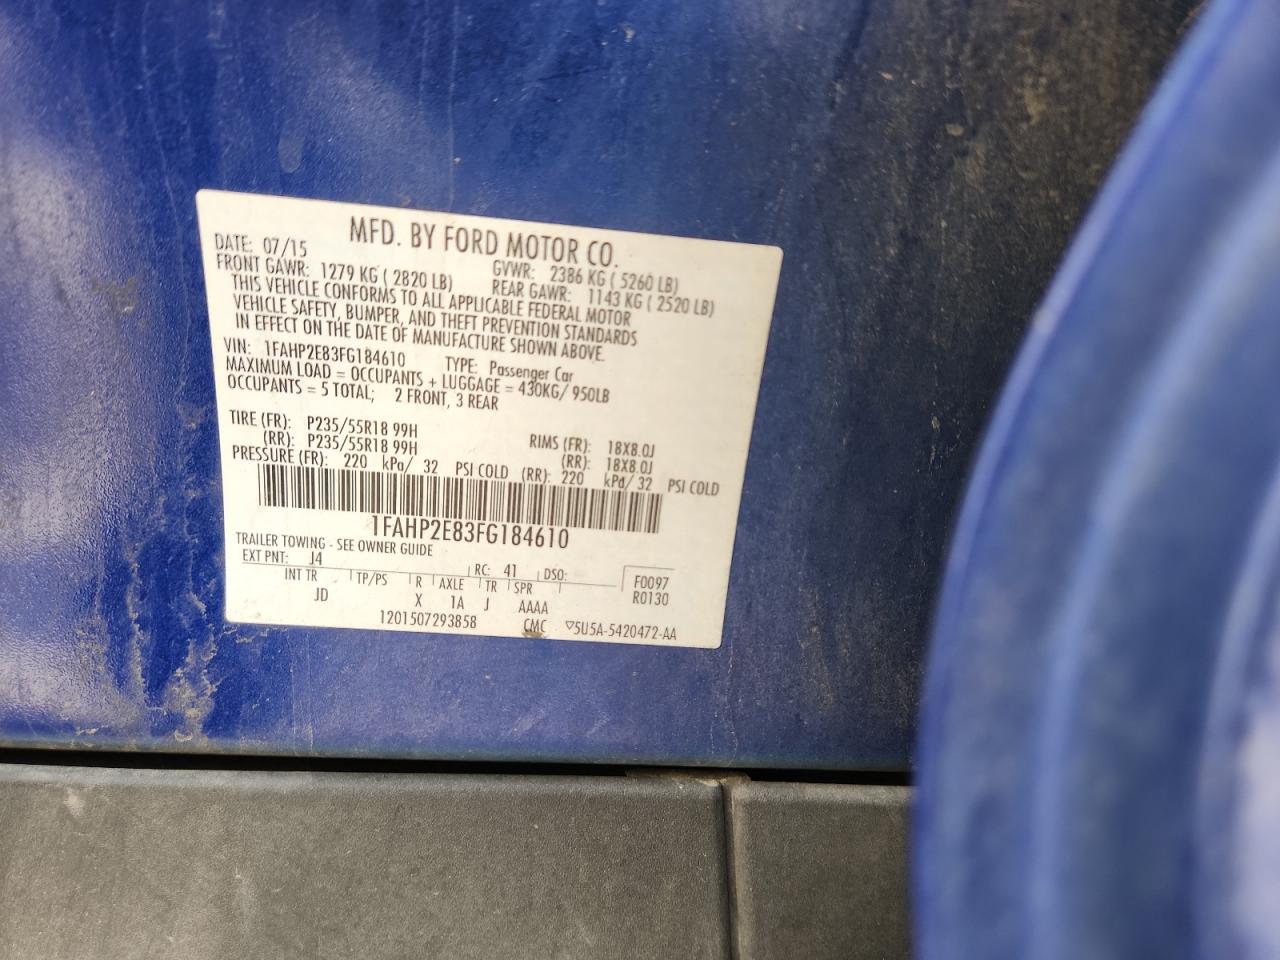 MFD. BY FORD MOTOR CO.
DATE: 07/15 GVWR: 2386 KG ( 5260 LB)
FRONT GAWR: 1279 KG ( 2820 LB) REAR GAWR: 1143 KG ( 2520 LB)
THIS VEHICLE CONFORMS TO ALL APPLICABLE FEDERAL MOTOR
VEHICLE SAFETY, BUMPER, AND THEFT PREVENTION STANDARDS
IN EFFECT ON THE DATE OF MANUFACTURE SHOWN ABOVE.
VIN: 1FAHP2E83FG184610 TYPE: Passenger Car
MAXIMUM LOAD = OCCUPANTS + LUGGAGE = 430KG/ 950LB
OCCUPANTS = 5 TOTAL; 2 FRONT, 3 REAR
TIRE (FR): P235/55R18 99H RIMS (FR): 18X8.0J
(RR): P235/55R18 99H (RR): 18X8.0J
PRESSURE (FR): 220 kPa/ 32 PSI COLD (RR): 220 kPa/ 32 PSI COLD
1FAHP2E83FG184610
TRAILER TOWING - SEE OWNER GUIDE
EXT PNT: J4 RC: 41 DSO:
INT TR TP/PS R AXLE TR SPR F0097
JD X 1A J AAAA R0130
1201507293858 CMC ▽5U5A-5420472-AA